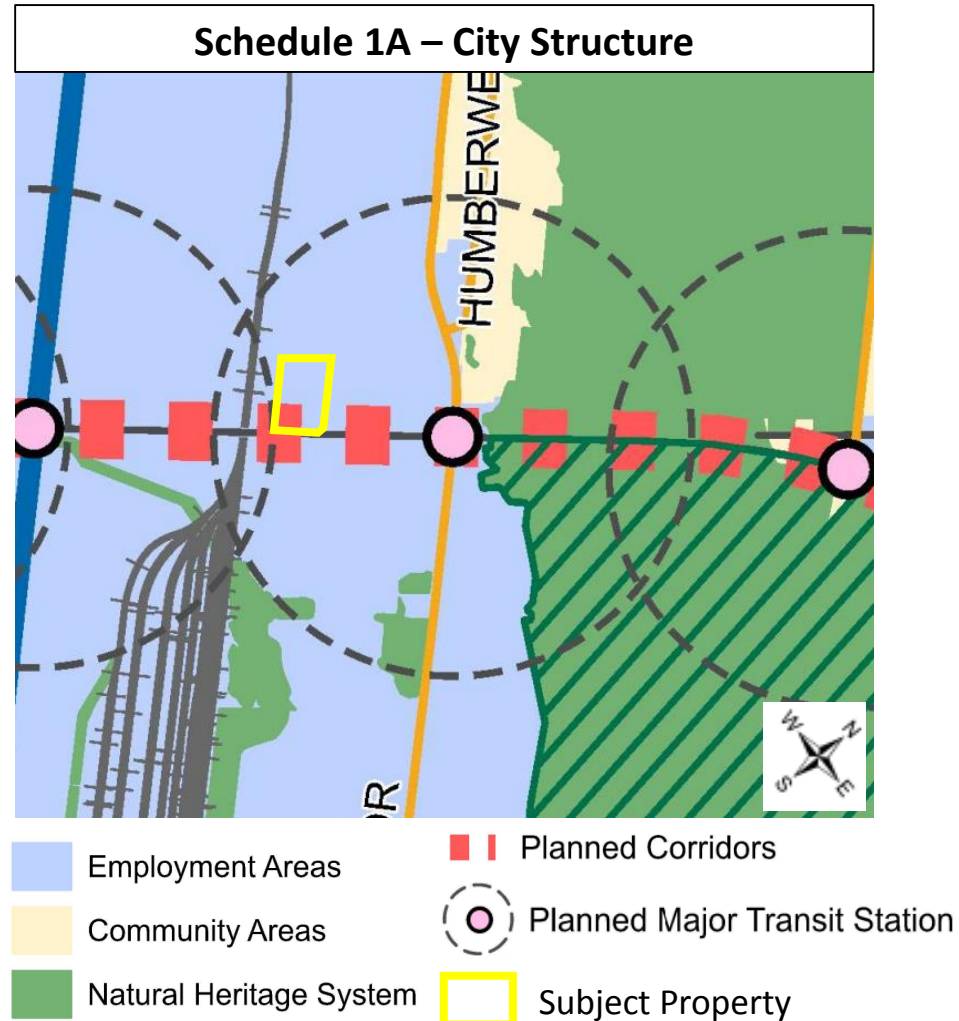 Schedule 1A – City Structure
HUMBERWE
OR
W
N
S
E
Employment Areas
Planned Corridors
Community Areas
Planned Major Transit Station
Natural Heritage System
Subject Property